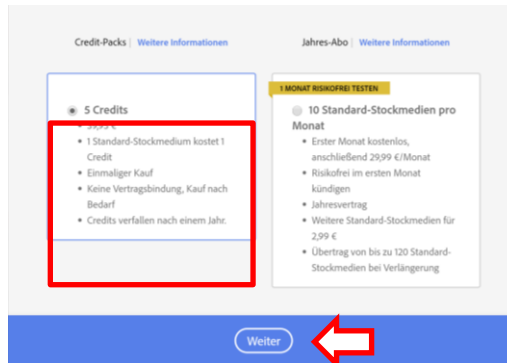 Credit-Packs | Weitere Informationen
Jahres-Abo | Weitere Informationen
5 Credits
• 1 Standard-Stockmedium kostet 1
Credit
• Einmaliger Kauf
• Keine Vertragsbindung, Kauf nach
Bedarf
• Credits verfallen nach einem Jahr.
1 MONAT RISIKOFREI TESTEN
10 Standard-Stockmedien pro
Monat
• Erster Monat kostenlos,
anschließend 29,99 €/Monat
• Risikofrei im ersten Monat
kündigen
• Jahresvertrag
• Weitere Standard-Stockmedien für
2,99 €
• Übertrag von bis zu 120 Standard-
Stockmedien bei Verlängerung
Weiter